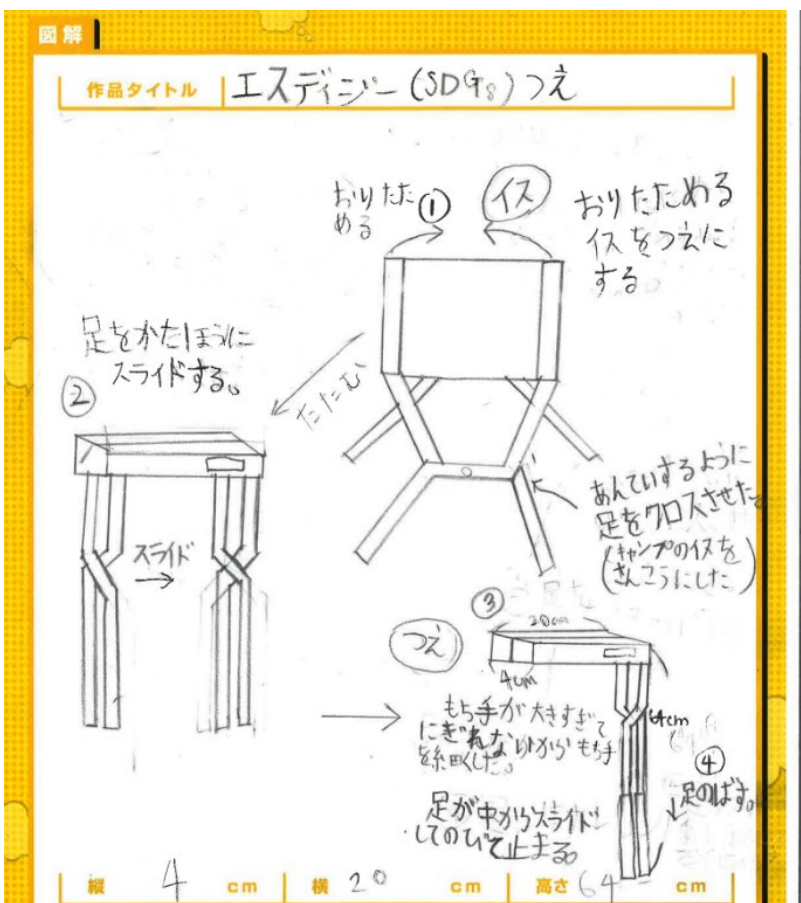 図解
作品タイトル エスディジー(SDGs)つえ
おりたた
める
①
イス
おりたためる
イスをつえに
する
足をかたほうに
スライドする。
②
たたむ
スライド
→
あんていするように
足をクロスさせた。
(キャンプのイスを
さんこうにした)
③
20cm
つえ
4cm
もち手が大きすぎて
にぎれないからもち手
を細くした。
64cm
④
足のばす。
足が中からスライド
してのびて止まる。
縦 4 cm 横 20 cm 高さ 64 cm